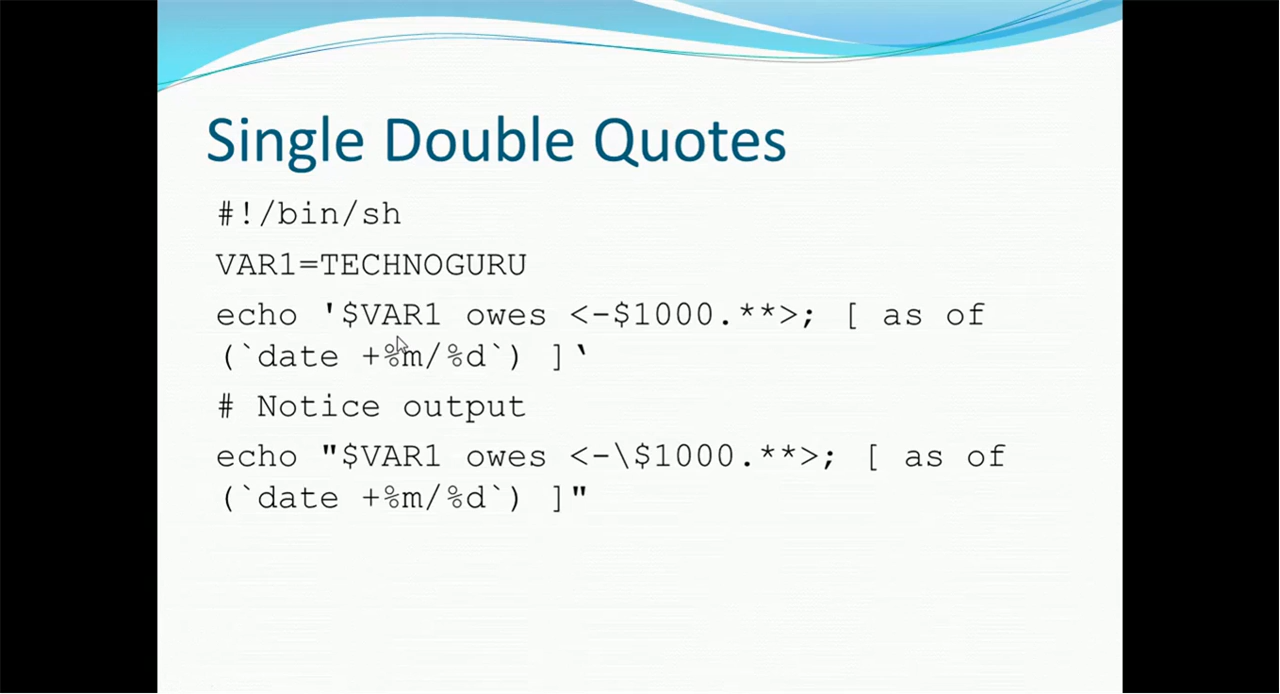 Single Double Quotes
#!/bin/sh
VAR1=TECHNOGURU
echo '$VAR1 owes <-$1000.**>; [ as of
(`date +%m/%d`) ]‛
# Notice output
echo "$VAR1 owes <-\$1000.**>; [ as of
(`date +%m/%d`) ]"